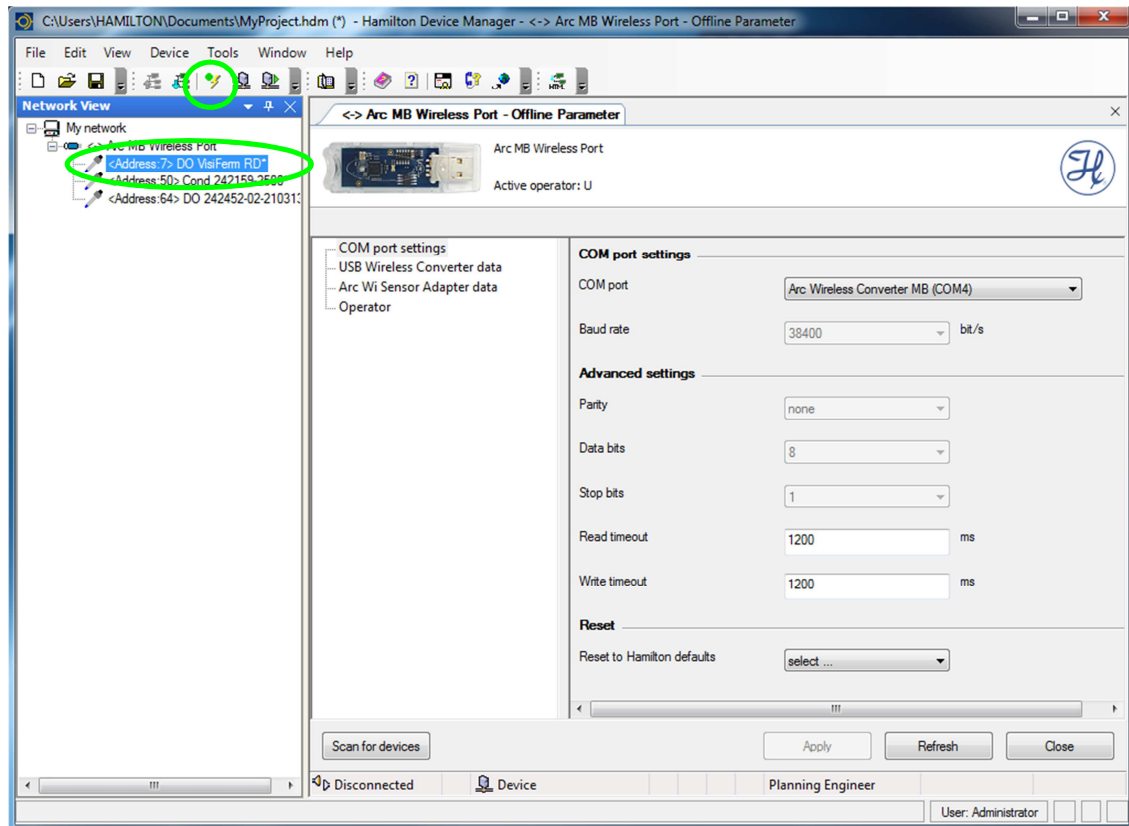 C:\Users\HAMILTON\Documents\MyProject.hdm (*) - Hamilton Device Manager - <-> Arc MB Wireless Port - Offline Parameter
File Edit View Device Tools Window Help
Network View
My network
<-> Arc MB Wireless Port
<Address:7> DO VisiFerm RD*
<Address:50> Cond 242159-2500
<Address:64> DO 242452-02-210313
<-> Arc MB Wireless Port - Offline Parameter
Arc MB Wireless Port
Active operator: U
COM port settings
USB Wireless Converter data
Arc Wi Sensor Adapter data
Operator
COM port settings
COM port Arc Wireless Converter MB (COM4)
Baud rate 38400 bit/s
Advanced settings
Parity none
Data bits 8
Stop bits 1
Read timeout 1200 ms
Write timeout 1200 ms
Reset
Reset to Hamilton defaults select ...
Scan for devices Apply Refresh Close
Disconnected Device Planning Engineer
User: Administrator